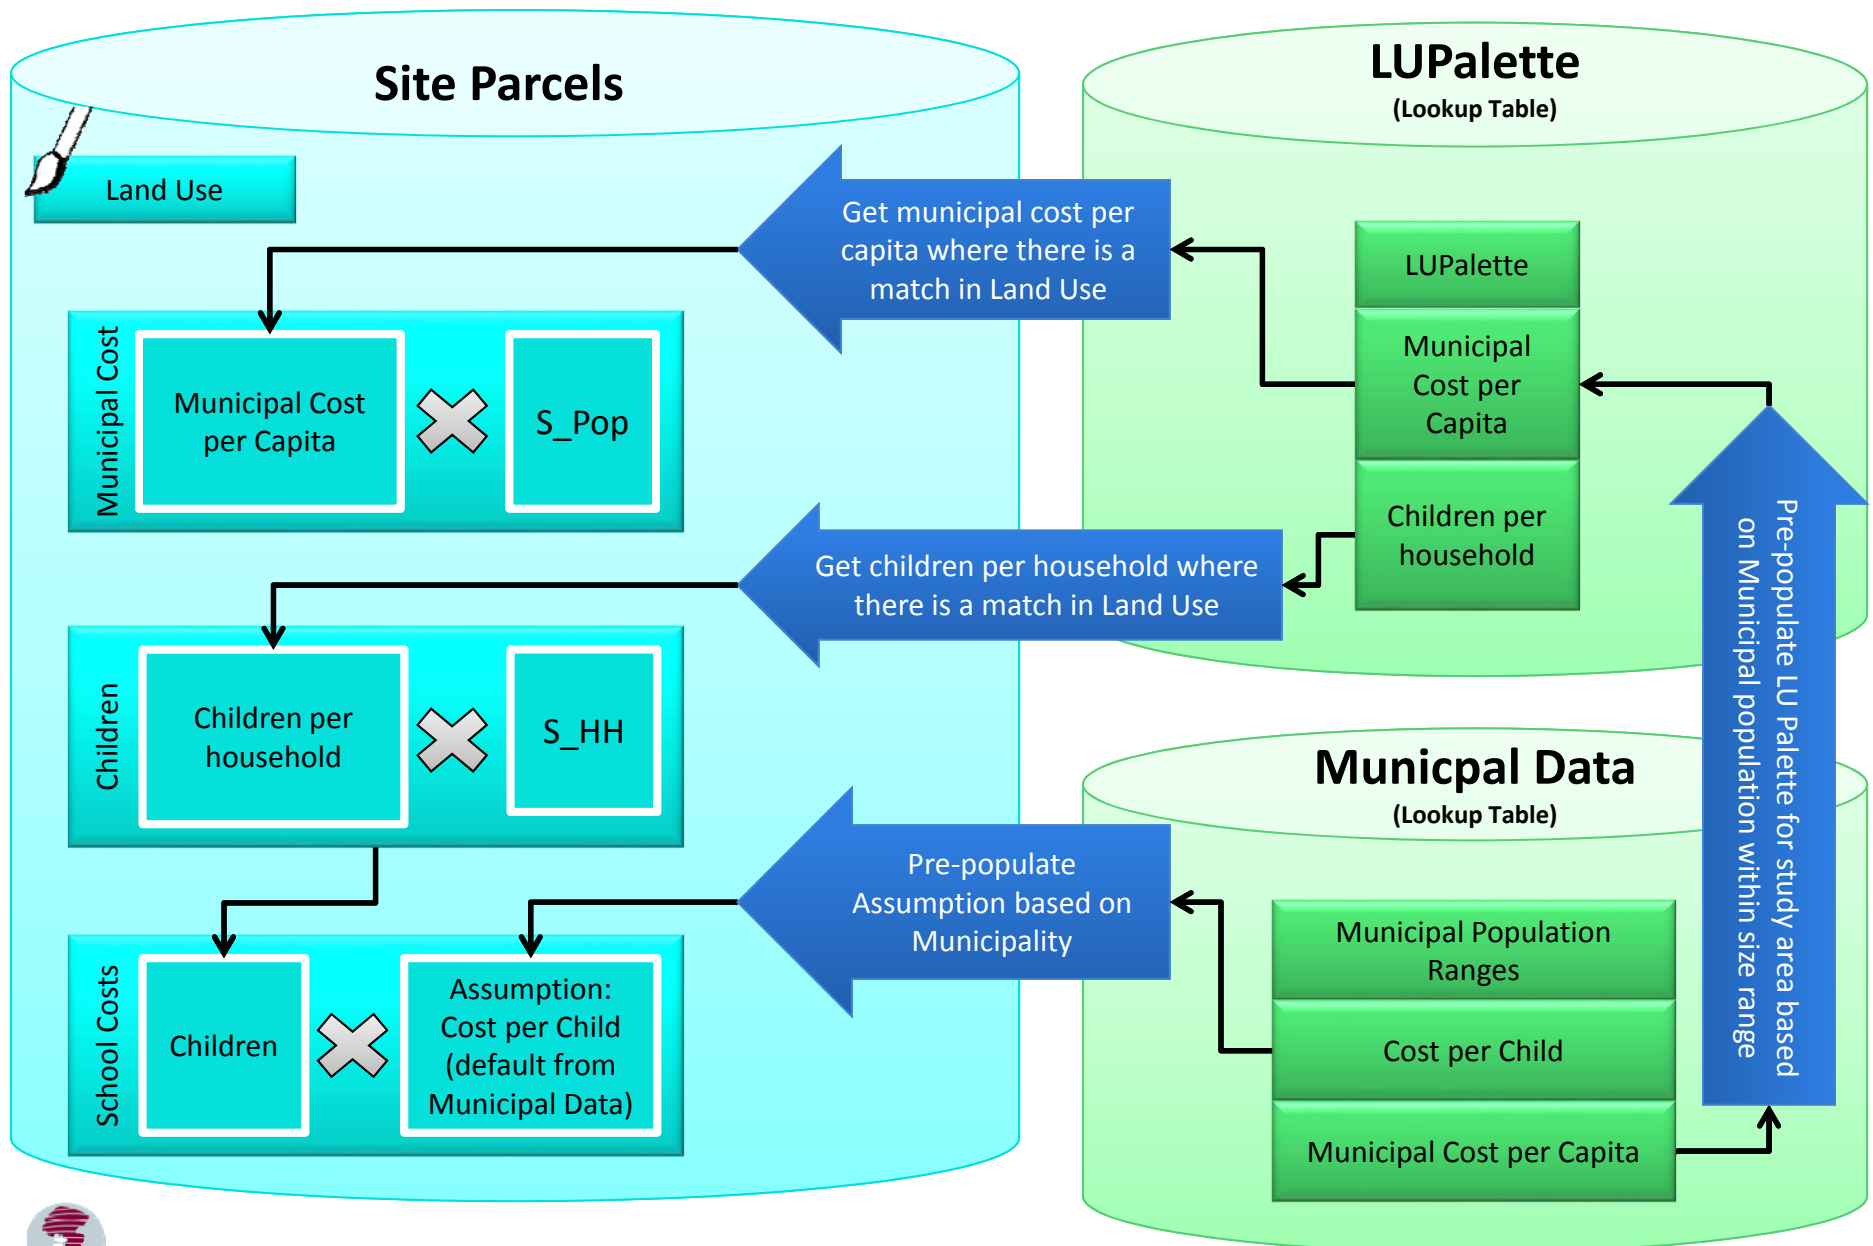 Site Parcels
Land Use
Municipal Cost
Municipal Cost
per Capita
S_Pop
Children
Children per
household
S_HH
School Costs
Children
Assumption:
Cost per Child
(default from
Municipal Data)
Get municipal cost per
capita where there is a
match in Land Use
Get children per household where
there is a match in Land Use
Pre-populate
Assumption based on
Municipality
LUPalette
(Lookup Table)
LUPalette
Municipal
Cost per
Capita
Children per
household
Municpal Data
(Lookup Table)
Municipal Population
Ranges
Cost per Child
Municipal Cost per Capita
Pre-populate LU Palette for study area based
on Municipal population within size range